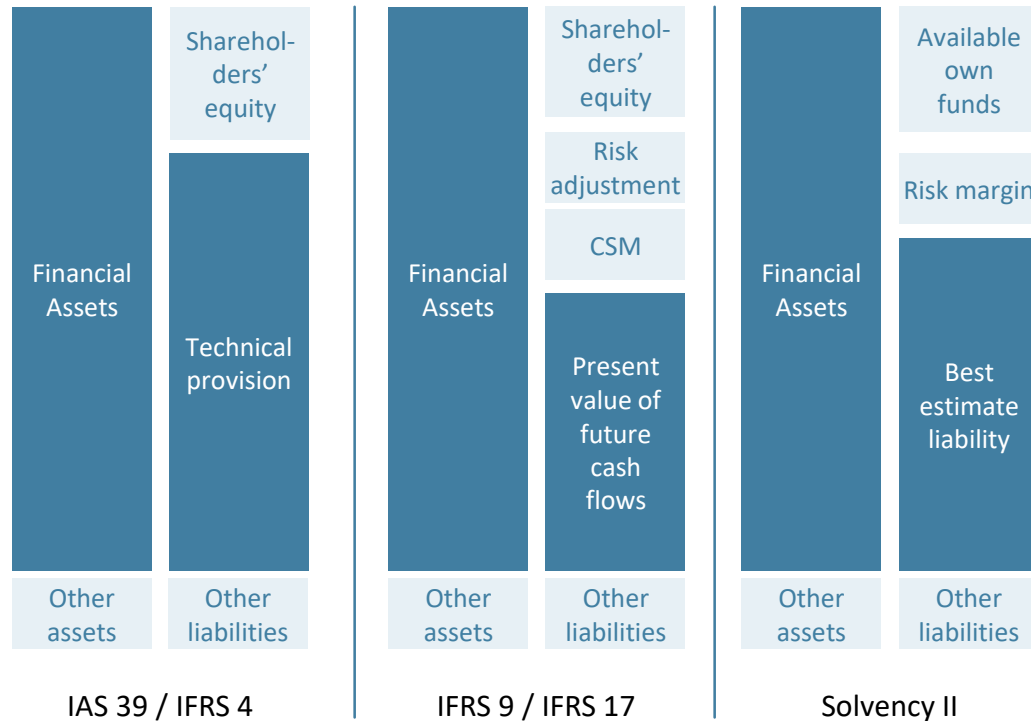 Financial
Assets
Other
assets
Sharehol-
ders’
equity
Technical
provision
Other
liabilities
IAS 39 / IFRS 4
Financial
Assets
Other
assets
Sharehol-
ders’
equity
Risk
adjustment
CSM
Present
value of
future
cash
flows
Other
liabilities
IFRS 9 / IFRS 17
Financial
Assets
Other
assets
Available
own
funds
Risk margin
Best
estimate
liability
Other
liabilities
Solvency II